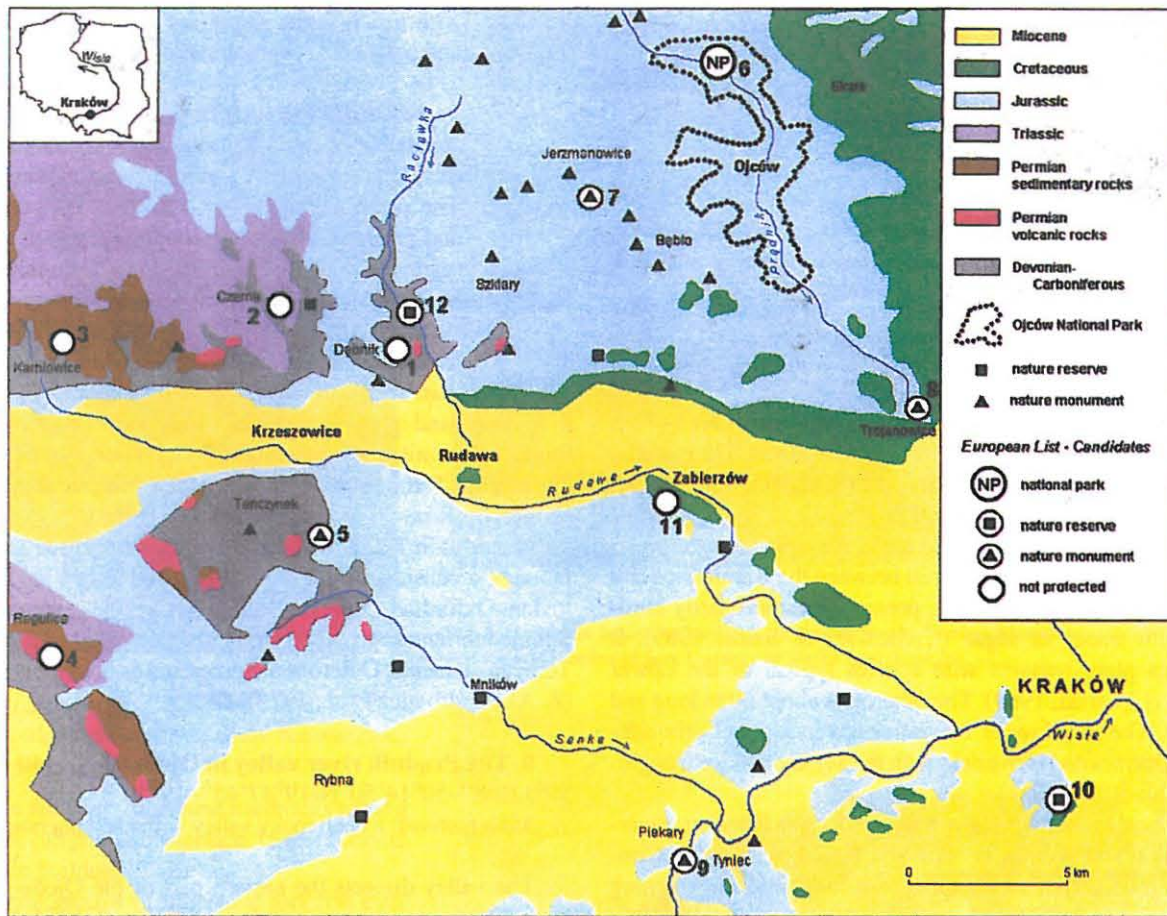 Wisła
Kraków
Miocene
Cretaceous
Jurassic
Triassic
Permian
sedimentary rocks
Permian
volcanic rocks
Devonian-
Carboniferous
Ojców National Park
nature reserve
nature monument
European List - Candidates
NP national park
nature reserve
nature monument
not protected
NP 6
Skała
Racławka
Jerzmanowice
Ojców
7
Bębło
Prądnik
Szklary
Czerna
2
12
3
Karniowice
Dębnik
1
8
Trojanowice
Krzeszowice
Rudawa
Rudawa
Zabierzów
11
Tenczynek
5
Regulice
4
Mników
Sanka
KRAKÓW
Wisła
Rybna
10
Piekary
9
Tyniec
0 5 km